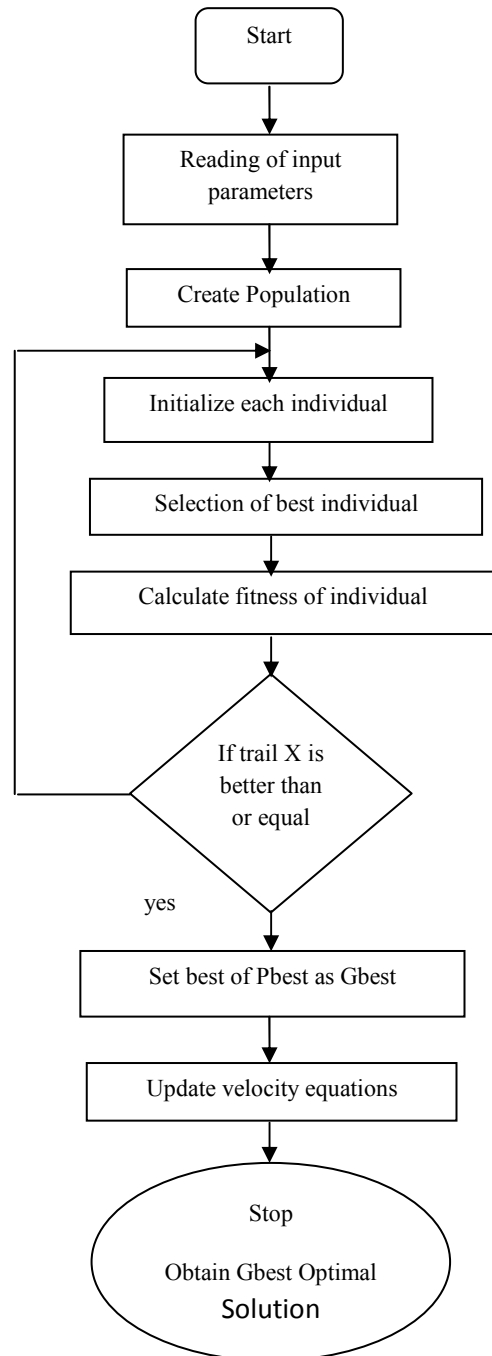 Start
Reading of input
parameters
Create Population
Initialize each individual
Selection of best individual
Calculate fitness of individual
If trail X is
better than
or equal
yes
Set best of Pbest as Gbest
Update velocity equations
Stop
Obtain Gbest Optimal
Solution